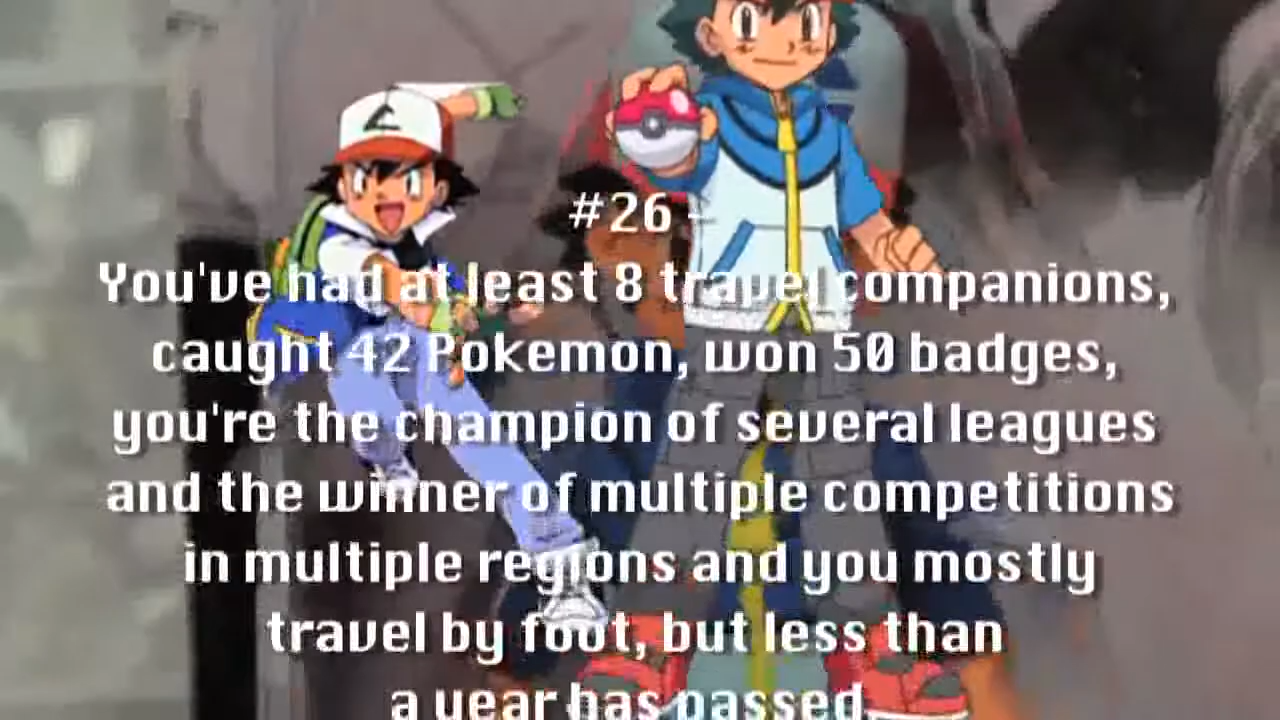 #26 -
You've had at least 8 travel companions,
caught 42 Pokemon, won 50 badges,
you're the champion of several leagues
and the winner of multiple competitions
in multiple regions and you mostly
travel by foot, but less than
a year has passed.